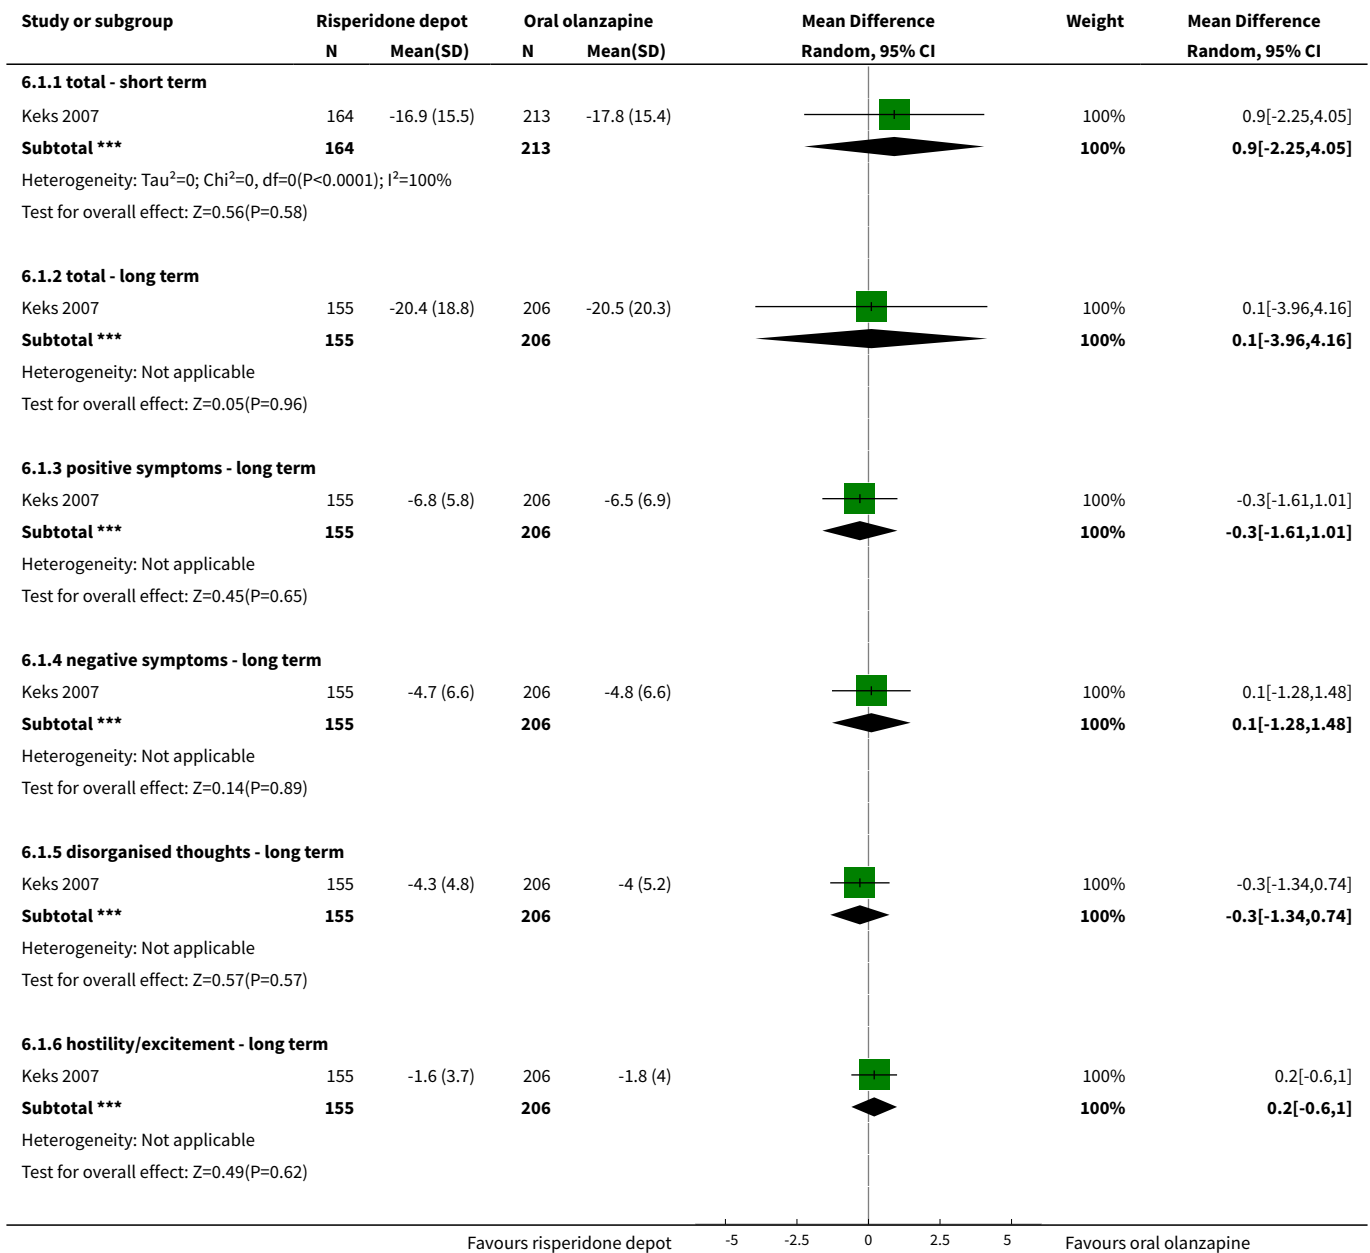 Study or subgroup Risperidone depot Oral olanzapine Mean Difference Weight Mean Difference
N Mean(SD) N Mean(SD) Random, 95% CI Random, 95% CI
6.1.1 total - short term
Keks 2007 164 -16.9 (15.5) 213 -17.8 (15.4) 100% 0.9[-2.25,4.05]
Subtotal *** 164 213 100% 0.9[-2.25,4.05]
Heterogeneity: Tau²=0; Chi²=0, df=0(P<0.0001); I²=100%
Test for overall effect: Z=0.56(P=0.58)
6.1.2 total - long term
Keks 2007 155 -20.4 (18.8) 206 -20.5 (20.3) 100% 0.1[-3.96,4.16]
Subtotal *** 155 206 100% 0.1[-3.96,4.16]
Heterogeneity: Not applicable
Test for overall effect: Z=0.05(P=0.96)
6.1.3 positive symptoms - long term
Keks 2007 155 -6.8 (5.8) 206 -6.5 (6.9) 100% -0.3[-1.61,1.01]
Subtotal *** 155 206 100% -0.3[-1.61,1.01]
Heterogeneity: Not applicable
Test for overall effect: Z=0.45(P=0.65)
6.1.4 negative symptoms - long term
Keks 2007 155 -4.7 (6.6) 206 -4.8 (6.6) 100% 0.1[-1.28,1.48]
Subtotal *** 155 206 100% 0.1[-1.28,1.48]
Heterogeneity: Not applicable
Test for overall effect: Z=0.14(P=0.89)
6.1.5 disorganised thoughts - long term
Keks 2007 155 -4.3 (4.8) 206 -4 (5.2) 100% -0.3[-1.34,0.74]
Subtotal *** 155 206 100% -0.3[-1.34,0.74]
Heterogeneity: Not applicable
Test for overall effect: Z=0.57(P=0.57)
6.1.6 hostility/excitement - long term
Keks 2007 155 -1.6 (3.7) 206 -1.8 (4) 100% 0.2[-0.6,1]
Subtotal *** 155 206 100% 0.2[-0.6,1]
Heterogeneity: Not applicable
Test for overall effect: Z=0.49(P=0.62)
Favours risperidone depot -5 -2.5 0 2.5 5 Favours oral olanzapine